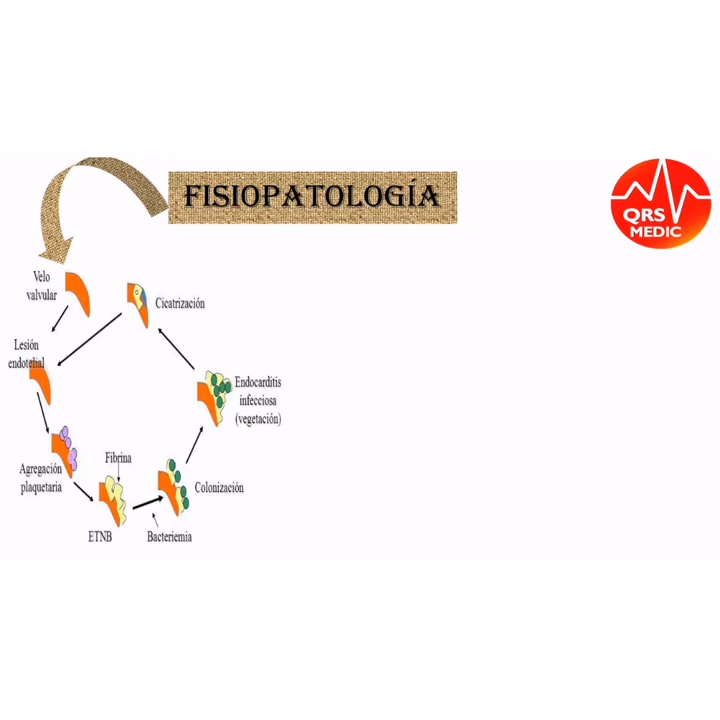 FISIOPATOLOGÍA
QRS
MEDIC
Velo
valvular
Cicatrización
Lesión
endotelial
Endocarditis
infecciosa
(vegetación)
Fibrina
Agregación
plaquetaria
Colonización
ETNB
Bacteriemia